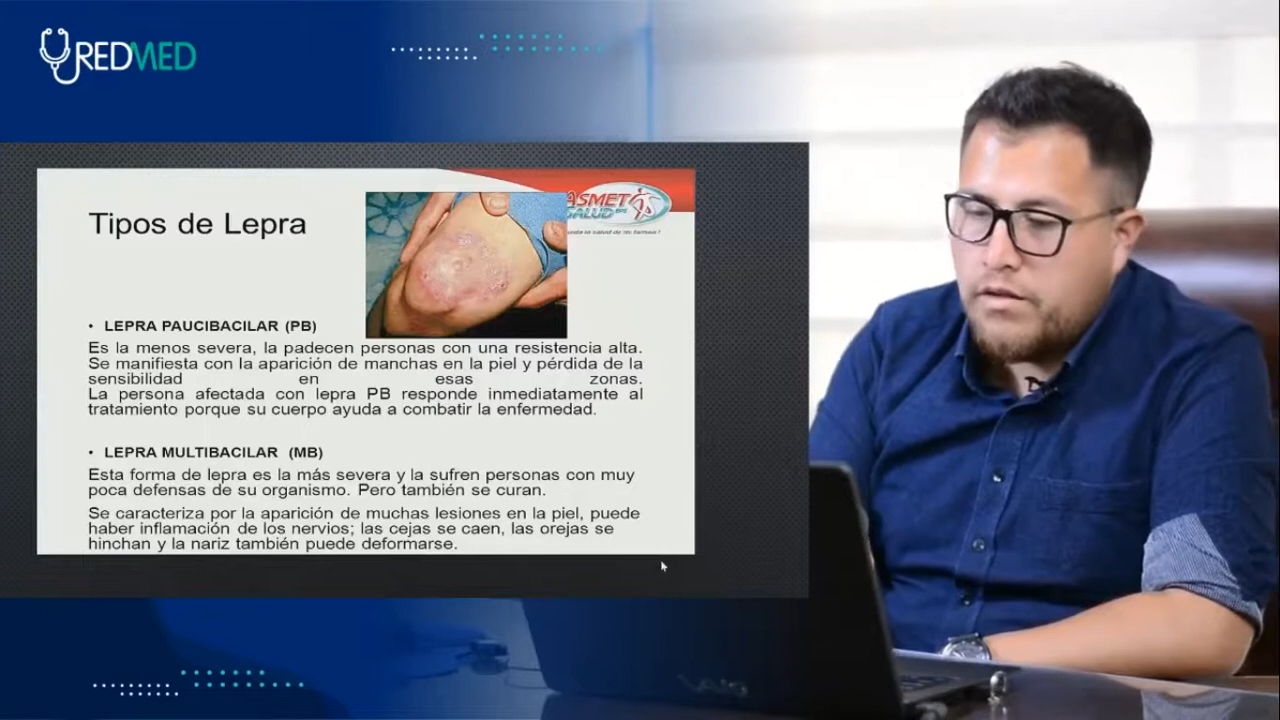 REDMED
Tipos de Lepra
ASMET
SALUD
• LEPRA PAUCIBACILAR (PB)
Es la menos severa, la padecen personas con una resistencia alta.
Se manifiesta con la aparición de manchas en la piel y pérdida de la
sensibilidad en esas zonas.
La persona afectada con lepra PB responde inmediatamente al
tratamiento porque su cuerpo ayuda a combatir la enfermedad.
• LEPRA MULTIBACILAR (MB)
Esta forma de lepra es la más severa y la sufren personas con muy
poca defensas de su organismo. Pero también se curan.
Se caracteriza por la aparición de muchas lesiones en la piel, puede
haber inflamación de los nervios; las cejas se caen, las orejas se
hinchan y la nariz también puede deformarse.
VAIO